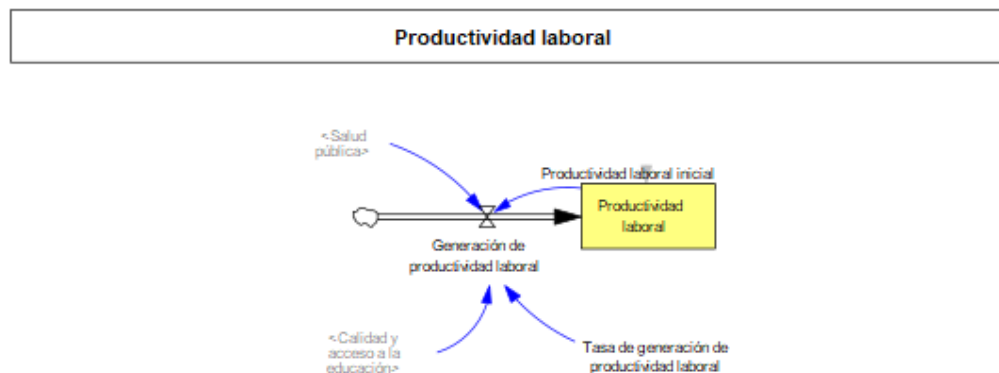 Productividad laboral
<Salud
pública>
Productividad laboral inicial
Productividad
laboral
Generación de
productividad laboral
<Calidad y
acceso a la
educación>
Tasa de generación de
productividad laboral